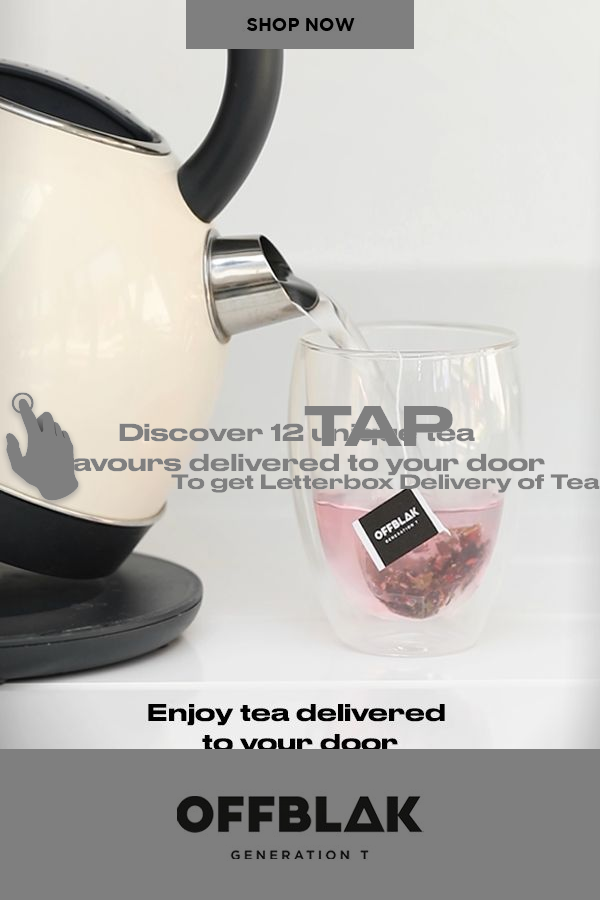 SHOP NOW
TAP
Discover 12 unique tea
avours delivered to your door
To get Letterbox Delivery of Tea
OFFBLAK
GENERATION T
Enjoy tea delivered
to your door
OFFBLAK
GENERATION T